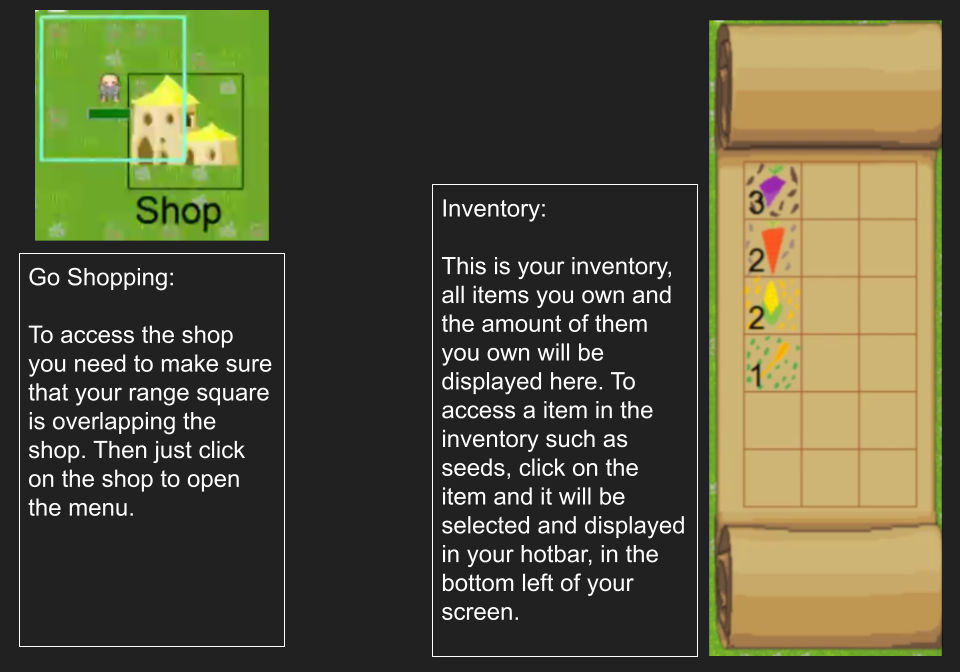 Shop
Go Shopping:
To access the shop
you need to make sure
that your range square
is overlapping the
shop. Then just click
on the shop to open
the menu.
Inventory:
This is your inventory,
all items you own and
the amount of them
you own will be
displayed here. To
access a item in the
inventory such as
seeds, click on the
item and it will be
selected and displayed
in your hotbar, in the
bottom left of your
screen.
3
2
2
1